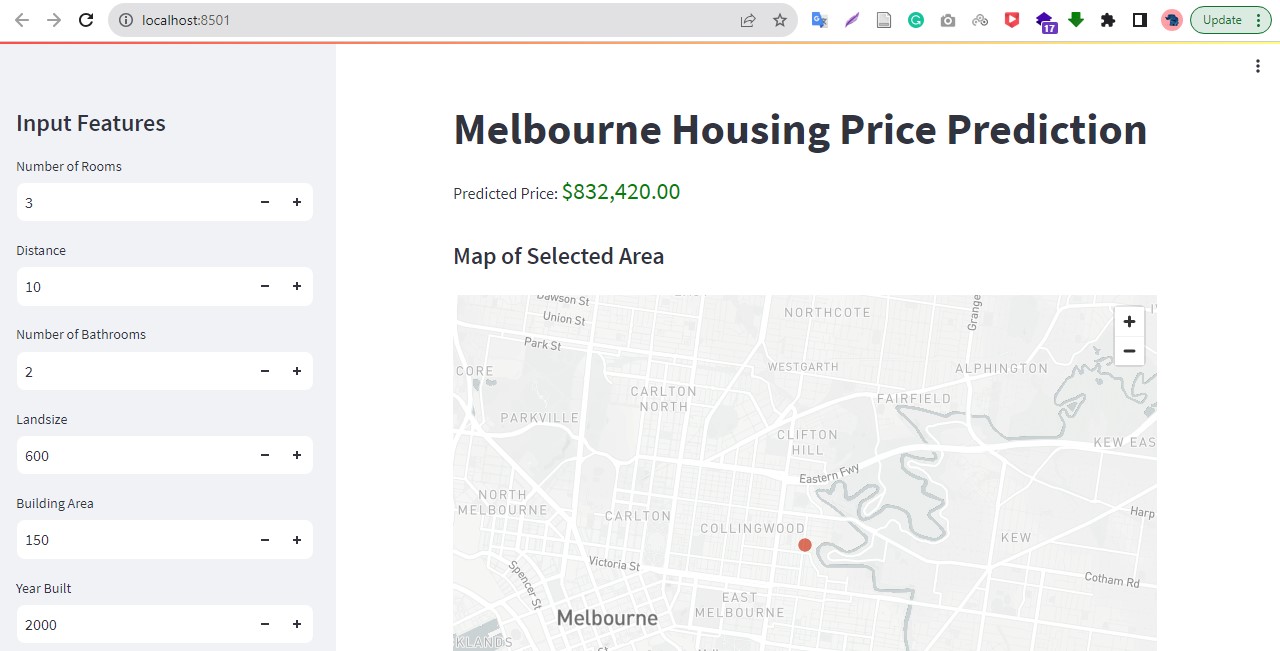 localhost:8501
17
Update
Input Features
Number of Rooms
3
Distance
10
Number of Bathrooms
2
Landsize
600
Building Area
150
Year Built
2000
Melbourne Housing Price Prediction
Predicted Price: $832,420.00
Map of Selected Area
Dawson St
Union St
Park St
NORTHCOTE
Grange
CORE
WESTGARTH
ALPHINGTON
CARLTON
NORTH
FAIRFIELD
PARKVILLE
CLIFTON
HILL
KEW EAS
Eastern Fwy
NORTH
MELBOURNE
CARLTON
COLLINGWOOD
Harp
KEW
Victoria St
Spencer St
Cotham Rd
EAST
MELBOURNE
Melbourne
KLANDS